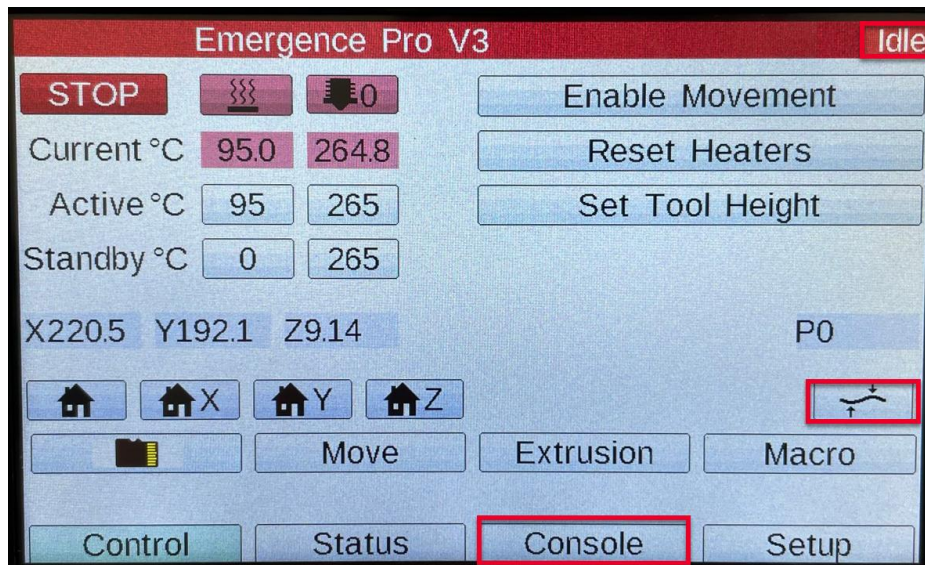 Emergence Pro V3 Idle
STOP 0 Enable Movement
Current °C 95.0 264.8 Reset Heaters
Active °C 95 265 Set Tool Height
Standby °C 0 265
X220.5 Y192.1 Z9.14 P0
X Y Z
Move Extrusion Macro
Control Status Console Setup